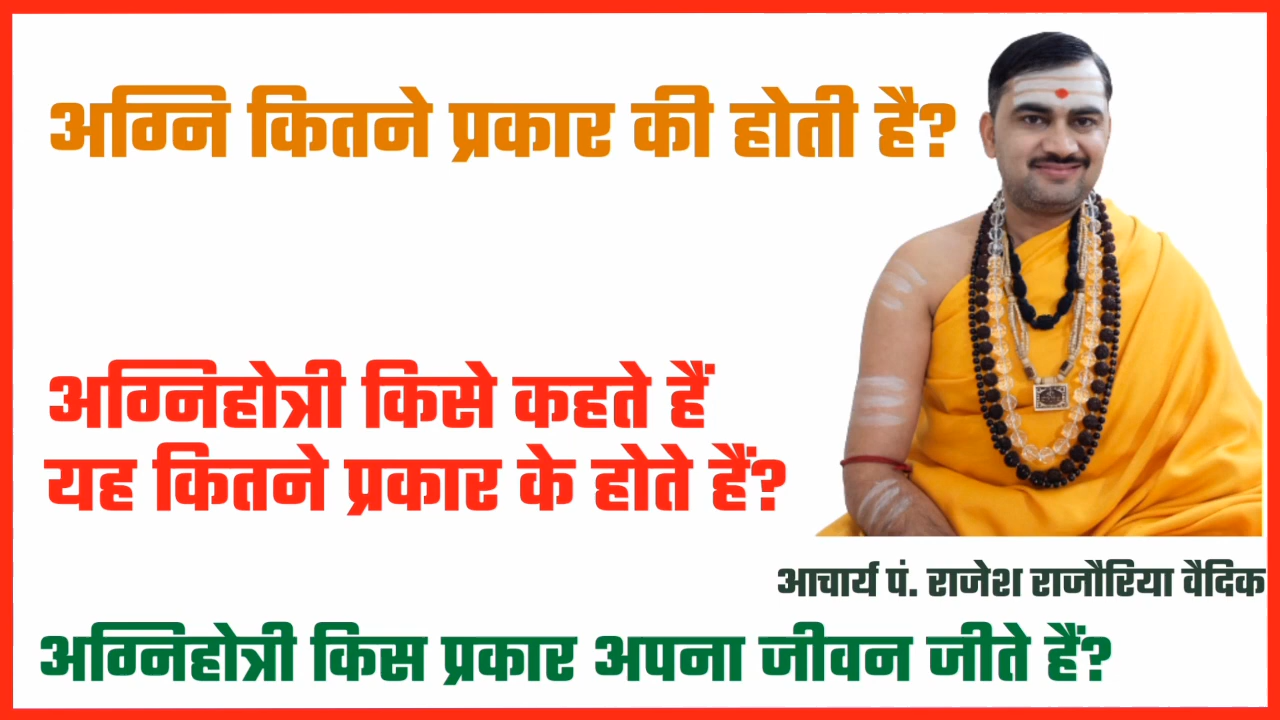 अग्नि कितने प्रकार की होती है?
अग्निहोत्री किसे कहते हैं
यह कितने प्रकार के होते हैं?
आचार्य पं. राजेश राजौरिया वैदिक
अग्निहोत्री किस प्रकार अपना जीवन जीते हैं?